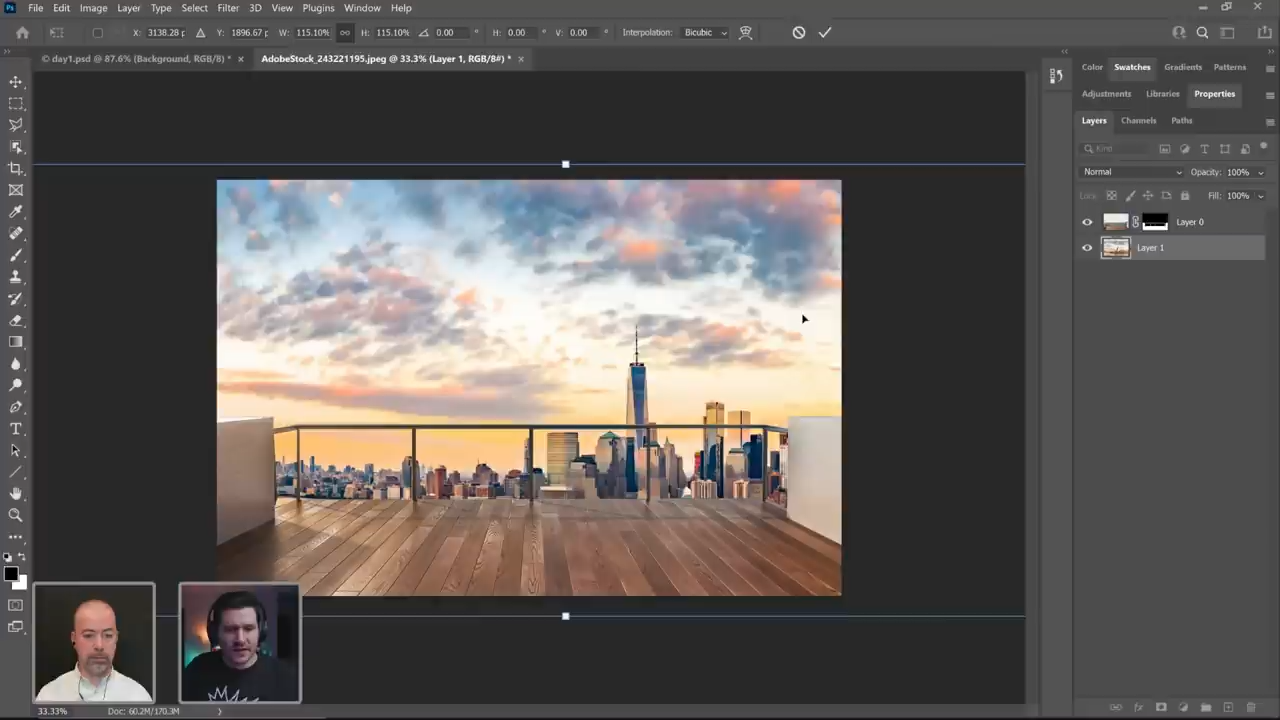 Ps File Edit Image Layer Type Select Filter 3D View Plugins Window Help
X: 3138.28 p Y: 1896.67 p W: 115.10% H: 115.10% 0.00 ° H: 0.00 ° V: 0.00 ° Interpolation: Bicubic
© day1.psd @ 87.6% (Background, RGB/8) * × AdobeStock_243221195.jpeg @ 33.3% (Layer 1, RGB/8#) * ×
Color Swatches Gradients Patterns
Adjustments Libraries Properties
Layers Channels Paths
Kind
Normal Opacity: 100%
Lock: Fill: 100%
Layer 0
Layer 1
33.33% Doc: 60.2M/170.3M